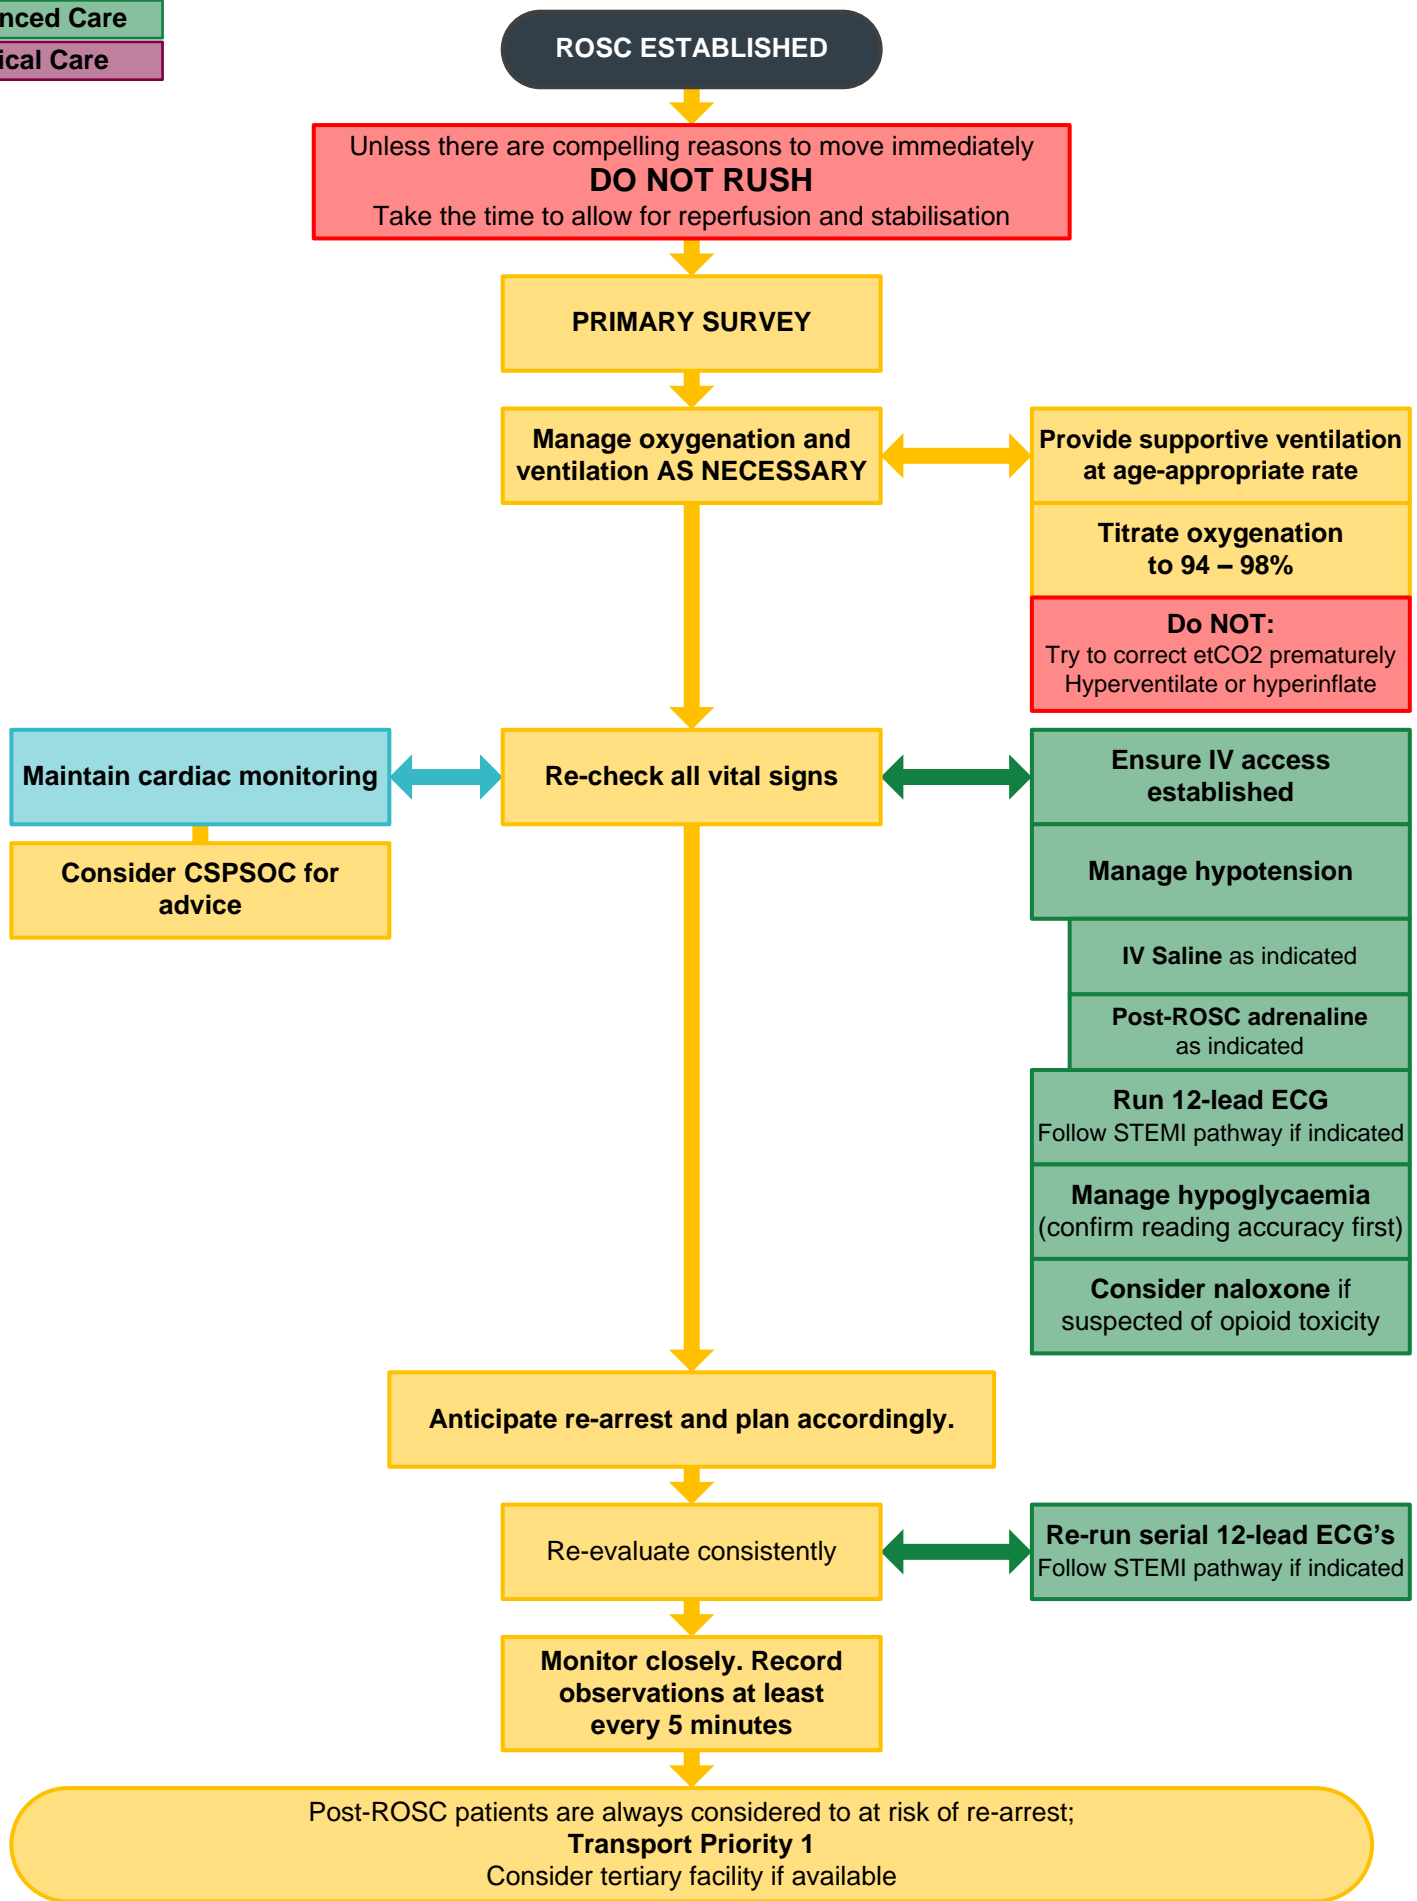 ical Care
ROSC ESTABLISHED
Unless there are compelling reasons to move immediately
DO NOT RUSH
Take the time to allow for reperfusion and stabilisation
PRIMARY SURVEY
Manage oxygenation and
ventilation AS NECESSARY
Provide supportive ventilation
at age-appropriate rate
Titrate oxygenation
to 94 – 98%
Do NOT:
Try to correct etCO2 prematurely
Hyperventilate or hyperinflate
Maintain cardiac monitoring
Re-check all vital signs
Ensure IV access
established
Consider CSPSOC for
advice
Manage hypotension
IV Saline as indicated
Post-ROSC adrenaline
as indicated
Run 12-lead ECG
Follow STEMI pathway if indicated
Manage hypoglycaemia
(confirm reading accuracy first)
Consider naloxone if
suspected of opioid toxicity
Anticipate re-arrest and plan accordingly.
Re-evaluate consistently
Re-run serial 12-lead ECG's
Follow STEMI pathway if indicated
Monitor closely. Record
observations at least
every 5 minutes
Post-ROSC patients are always considered to at risk of re-arrest;
Transport Priority 1
Consider tertiary facility if available